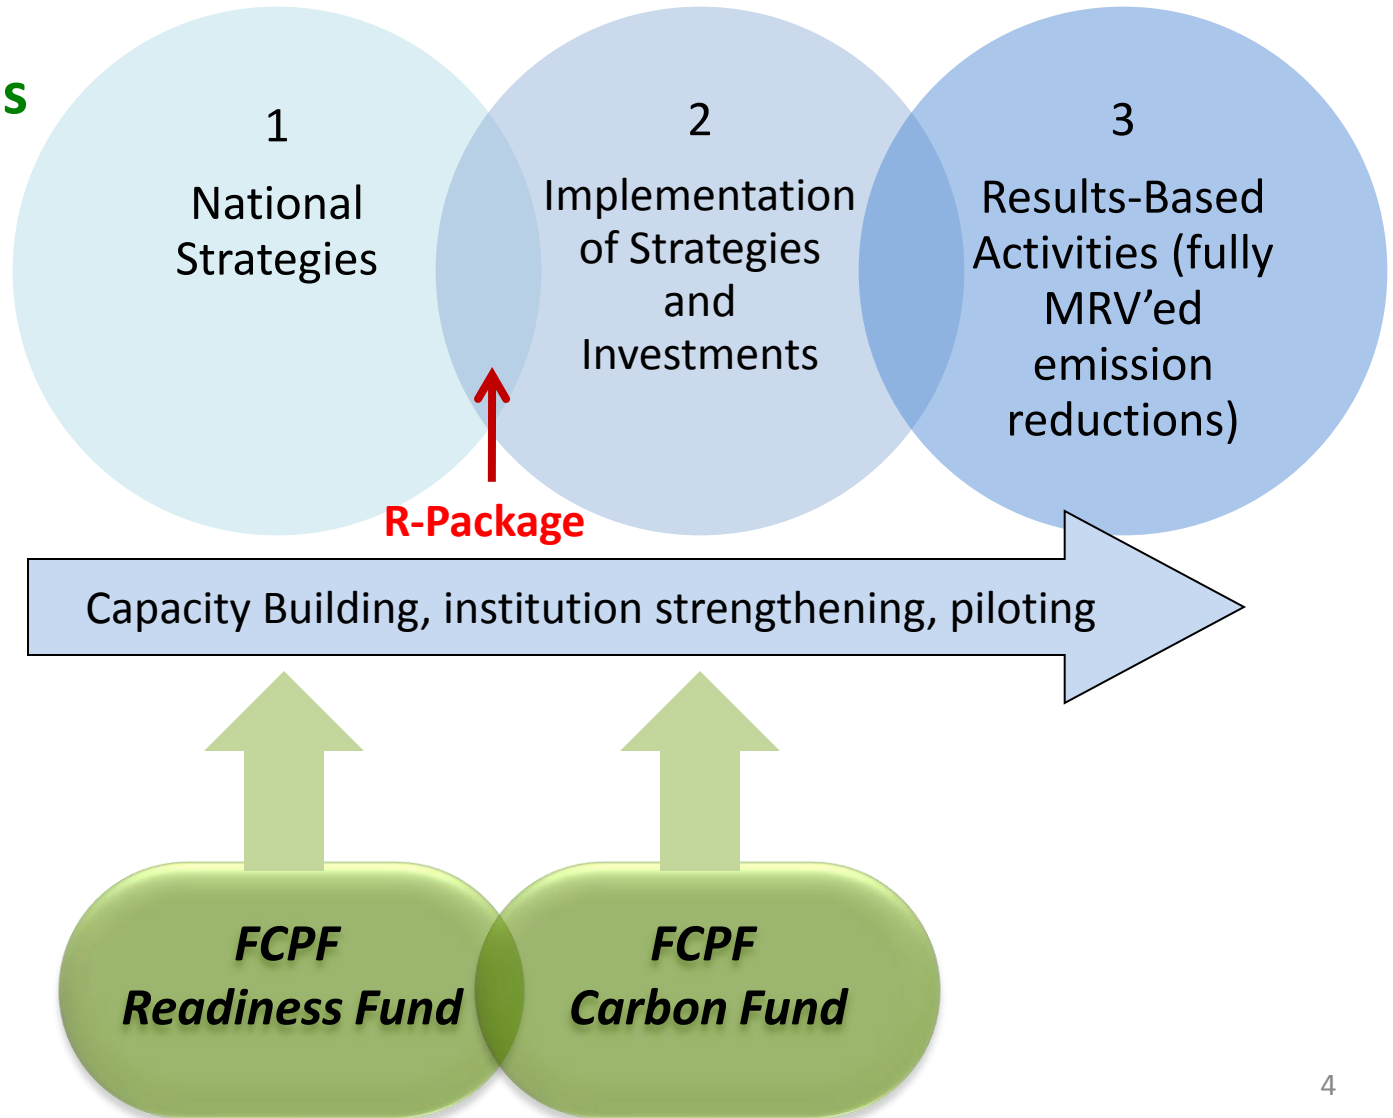 s
1
National
Strategies
2
Implementation
of Strategies
and
Investments
3
Results-Based
Activities (fully
MRV’ed
emission
reductions)
R-Package
Capacity Building, institution strengthening, piloting
FCPF
Readiness Fund
FCPF
Carbon Fund
4